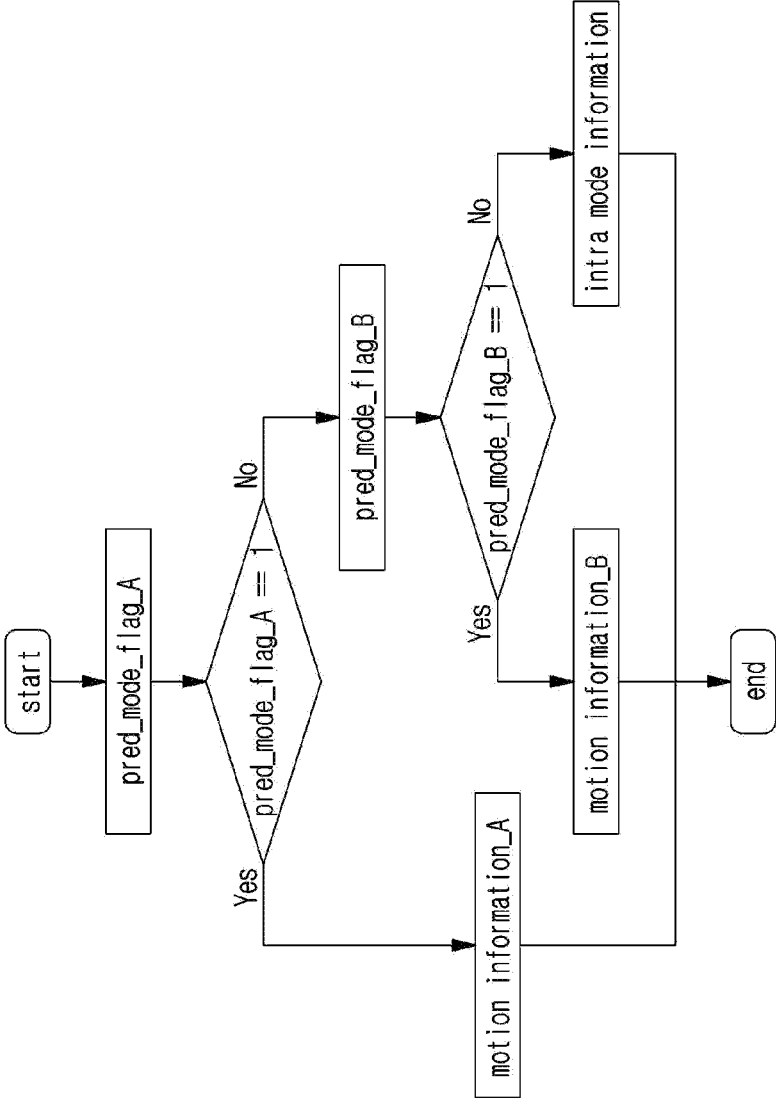 start
pred_mode_flag_A
pred_mode_flag_A == 1
Yes
No
pred_mode_flag_B
pred_mode_flag_B == 1
Yes
No
motion information_A
motion information_B
intra mode information
end